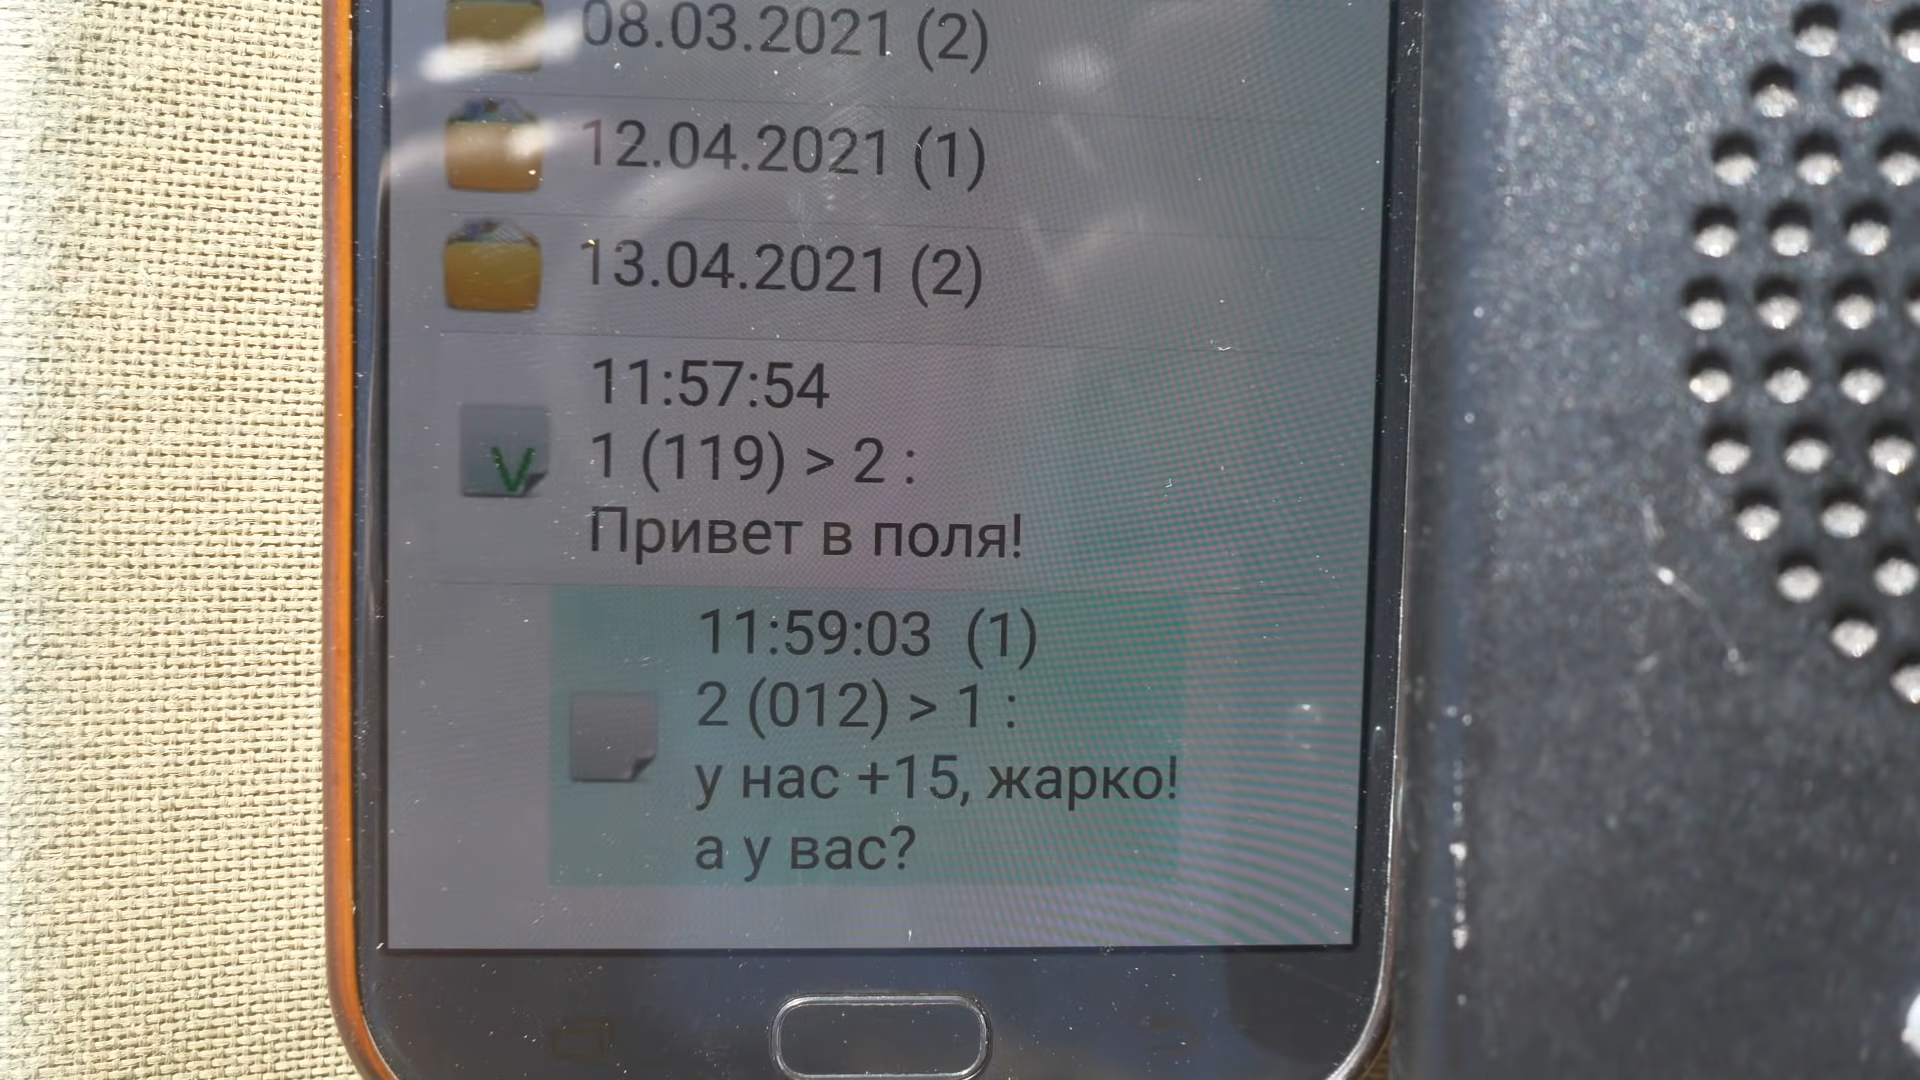 08.03.2021 (2)
12.04.2021 (1)
13.04.2021 (2)
11:57:54
1 (119) > 2 :
V
Привет в поля!
11:59:03 (1)
2 (012) > 1 :
у нас +15, жарко!
а у вас?